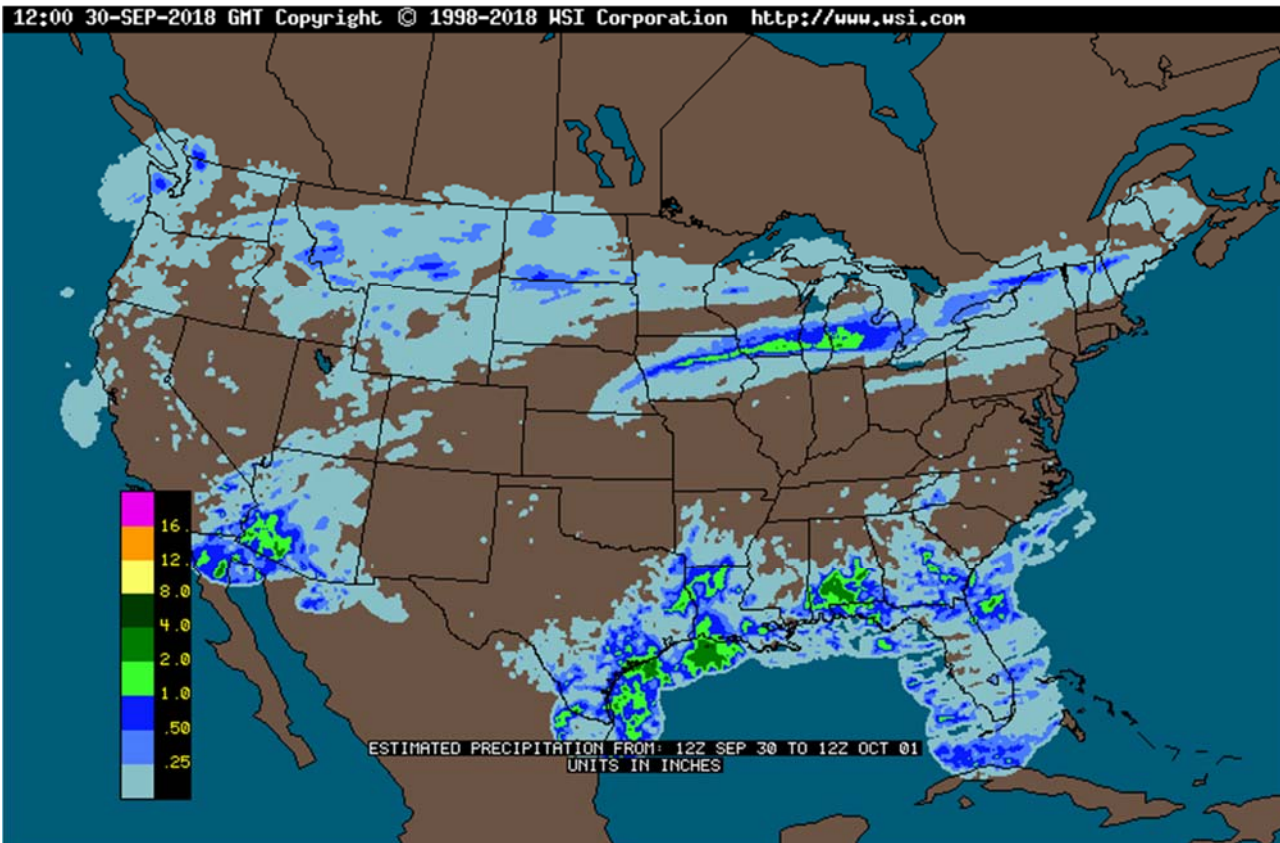 12:00 30-SEP-2018 GMT Copyright © 1998-2018 WSI Corporation http://www.wsi.com
16
12
8.0
4.0
2.0
1.0
.50
.25
ESTIMATED PRECIPITATION FROM: 12Z SEP 30 TO 12Z OCT 01
UNITS IN INCHES